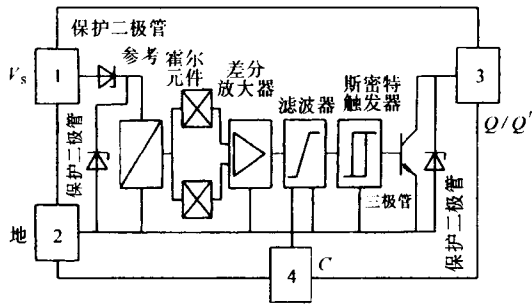 保护二极管
参考
霍尔
元件
差分
放大器
滤波器
斯密特
触发器
V_S
1
3
Q/Q'
保护二极管
地
2
三极管
保护二极管
4
C